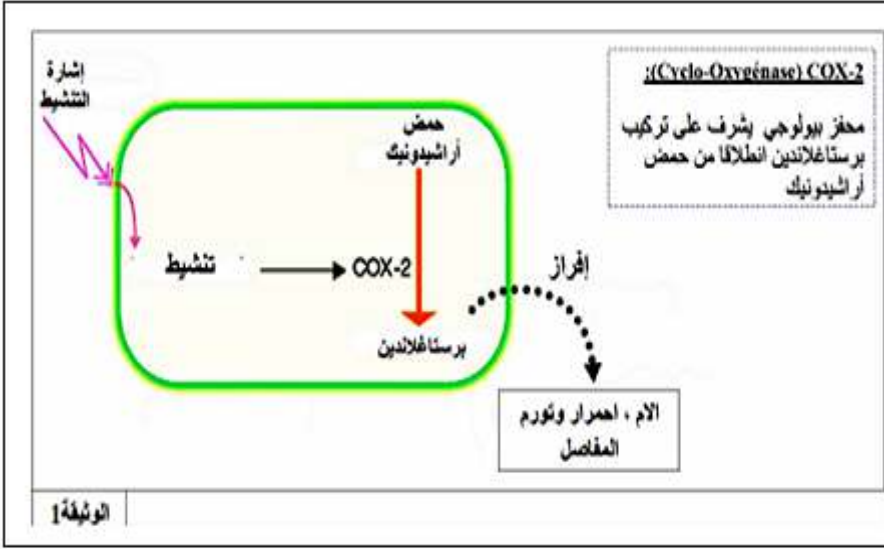 (Cyclo-Oxygénase) COX-2:
محفز بيولوجي يشرف على تركيب
برستاغلاندين انطلاقا من حمض
أراشيدونيك
إشارة
التنشيط
حمض
أراشيدونيك
تنشيط
COX-2
برستاغلاندين
إفراز
الام ، احمرار وتورم
المفاصل
الوثيقة1